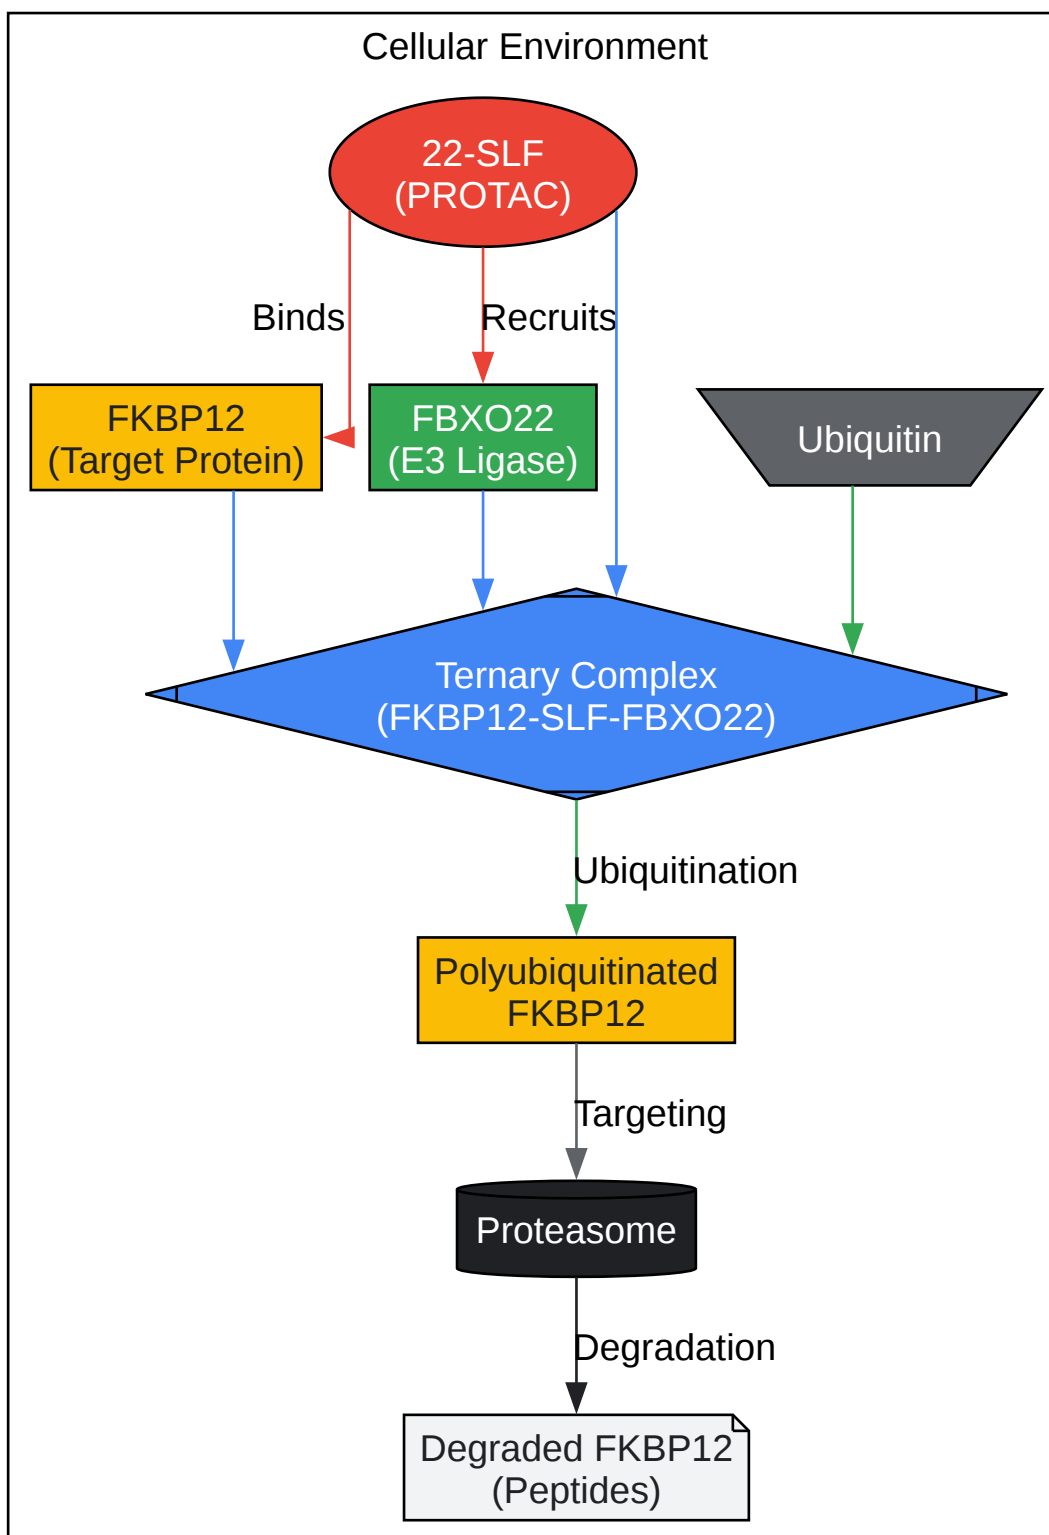 Cellular Environment
22-SLF
(PROTAC)
Binds
Recruits
FKBP12
(Target Protein)
FBXO22
(E3 Ligase)
Ubiquitin
Ternary Complex
(FKBP12-SLF-FBXO22)
Ubiquitination
Polyubiquitinated
FKBP12
Targeting
Proteasome
Degradation
Degraded FKBP12
(Peptides)